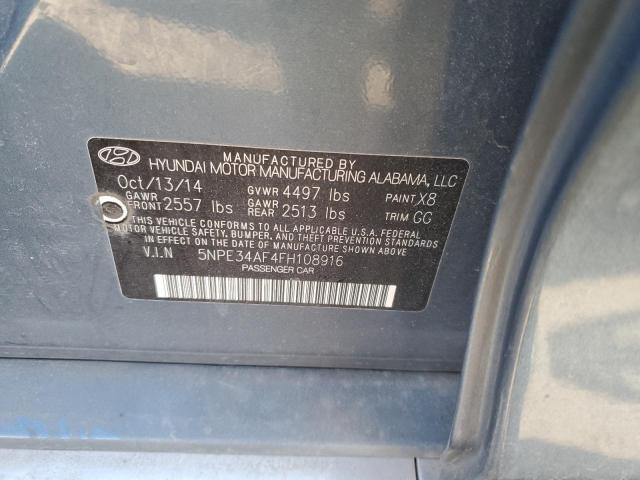 MANUFACTURED BY
HYUNDAI MOTOR MANUFACTURING ALABAMA, LLC
Oct/13/14 GVWR 4497 lbs PAINT X8
GAWR FRONT 2557 lbs GAWR REAR 2513 lbs TRIM GG
THIS VEHICLE CONFORMS TO ALL APPLICABLE U.S. FEDERAL
MOTOR VEHICLE SAFETY, BUMPER, AND THEFT PREVENTION STANDARDS
IN EFFECT ON THE DATE OF MANUFACTURE SHOWN ABOVE.
V.I.N 5NPE34AF4FH108916
PASSENGER CAR